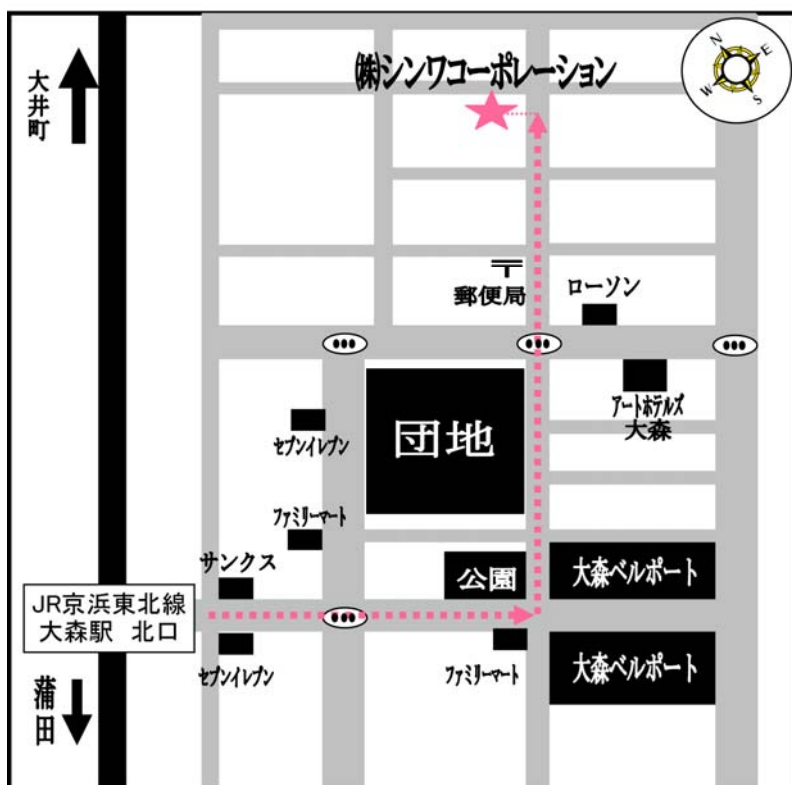 ㈱シンワコーポレーション
N
E
W
S
大井町
〒
郵便局
ローソン
アートホテルズ
大森
団地
セブンイレブン
ファミリーマート
サンクス
公園
大森ベルポート
JR京浜東北線
大森駅 北口
セブンイレブン
ファミリーマート
大森ベルポート
蒲田